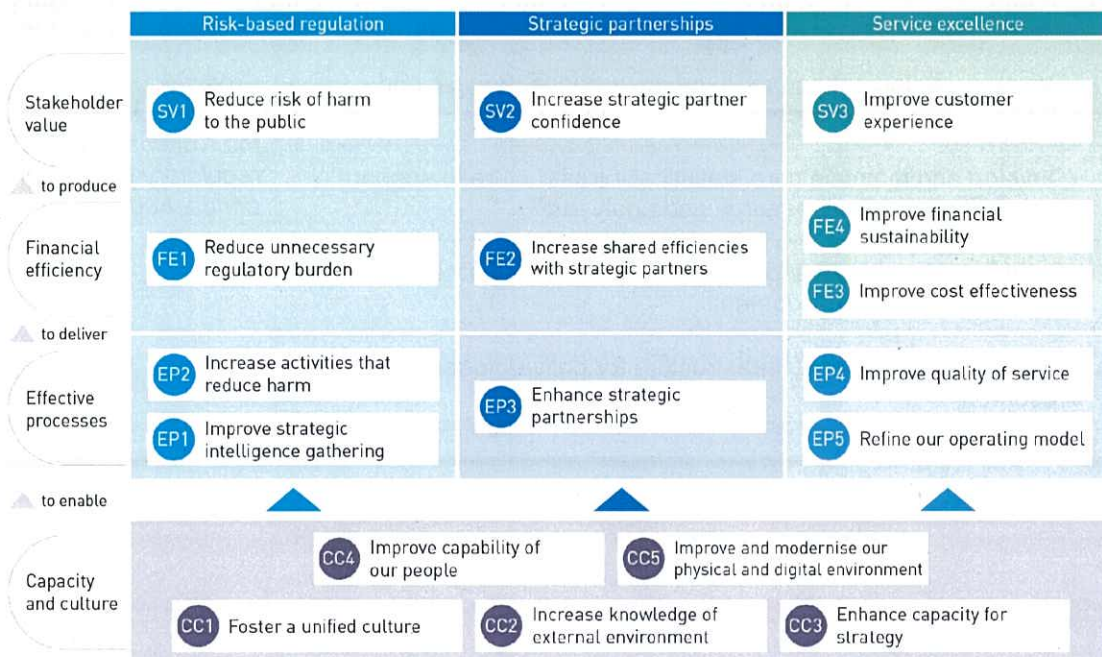 Risk-based regulation
Strategic partnerships
Service excellence
Stakeholder
value
SV1
Reduce risk of harm
to the public
SV2
Increase strategic partner
confidence
SV3
Improve customer
experience
to produce
Financial
efficiency
FE1
Reduce unnecessary
regulatory burden
FE2
Increase shared efficiencies
with strategic partners
FE4
Improve financial
sustainability
FE3
Improve cost effectiveness
to deliver
Effective
processes
EP2
Increase activities that
reduce harm
EP1
Improve strategic
intelligence gathering
EP3
Enhance strategic
partnerships
EP4
Improve quality of service
EP5
Refine our operating model
to enable
Capacity
and culture
CC4
Improve capability of
our people
CC5
Improve and modernise our
physical and digital environment
CC1
Foster a unified culture
CC2
Increase knowledge of
external environment
CC3
Enhance capacity for
strategy